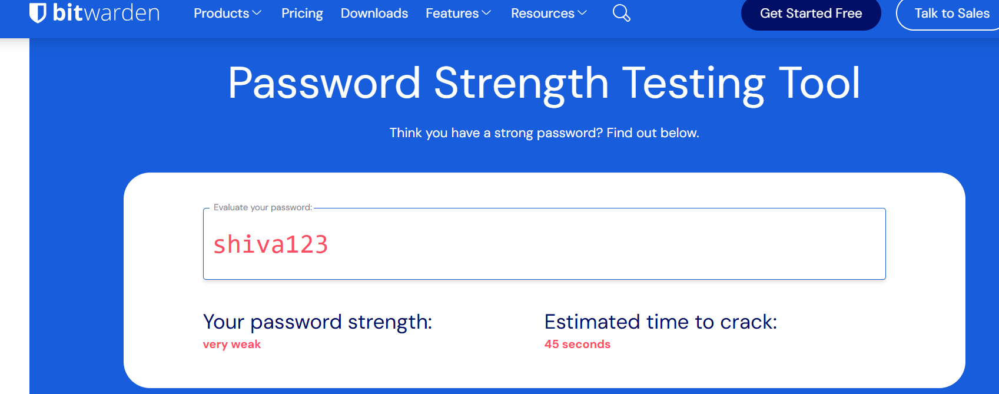 bitwarden Products Pricing Downloads Features Resources Get Started Free Talk to Sales
Password Strength Testing Tool
Think you have a strong password? Find out below.
Evaluate your password:
shiva123
Your password strength: Estimated time to crack:
very weak 45 seconds